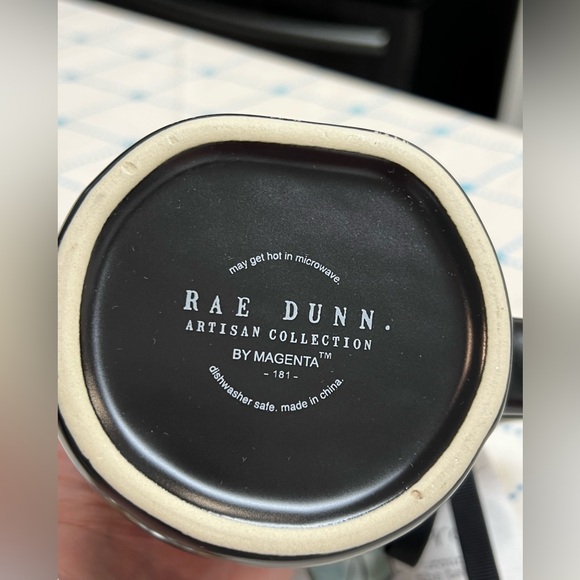 may get hot in microwave.
RAE DUNN.
ARTISAN COLLECTION
BY MAGENTA™
- 181 -
dishwasher safe. made in china.